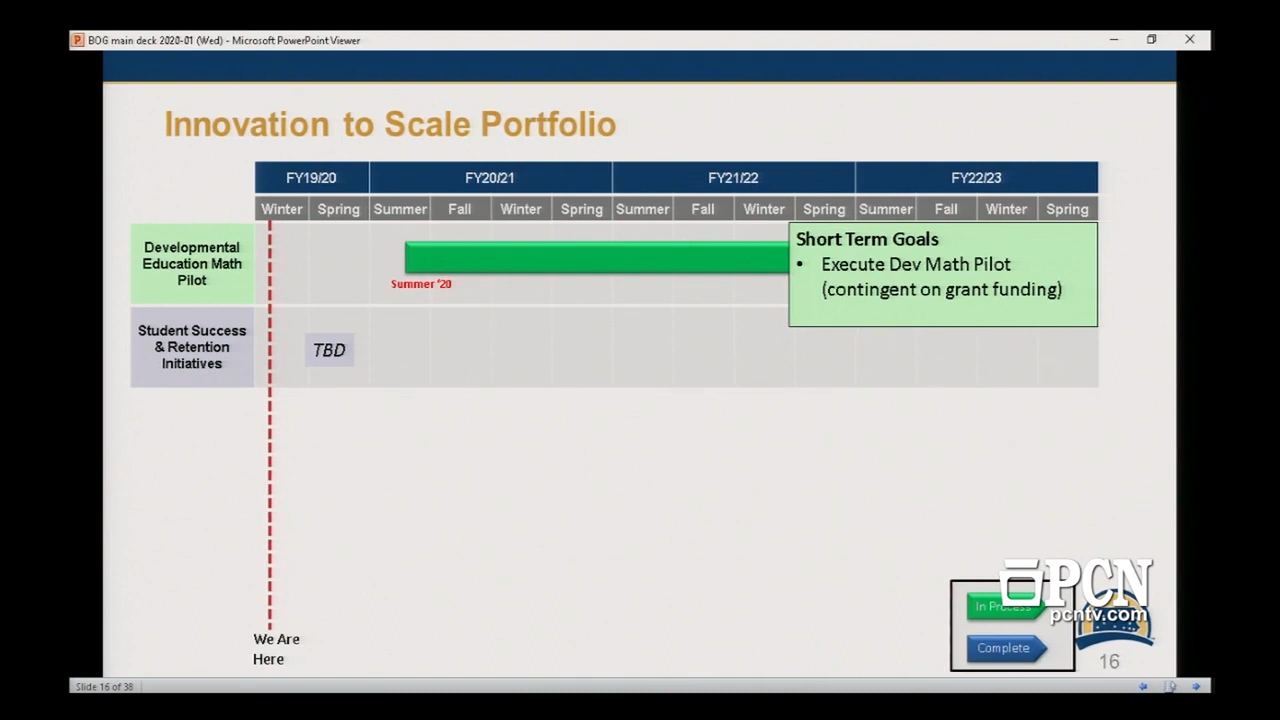 BOG main deck 2020-01 (Wed) - Microsoft PowerPoint Viewer
Innovation to Scale Portfolio
FY19/20 FY20/21 FY21/22 FY22/23
Winter Spring Summer Fall Winter Spring Summer Fall Winter Spring Summer Fall Winter Spring
Developmental
Education Math
Pilot
Summer '20
Short Term Goals
• Execute Dev Math Pilot
(contingent on grant funding)
Student Success
& Retention
Initiatives
TBD
We Are
Here
In Process
Complete
PCN
pcntv.com
16
Slide 16 of 38